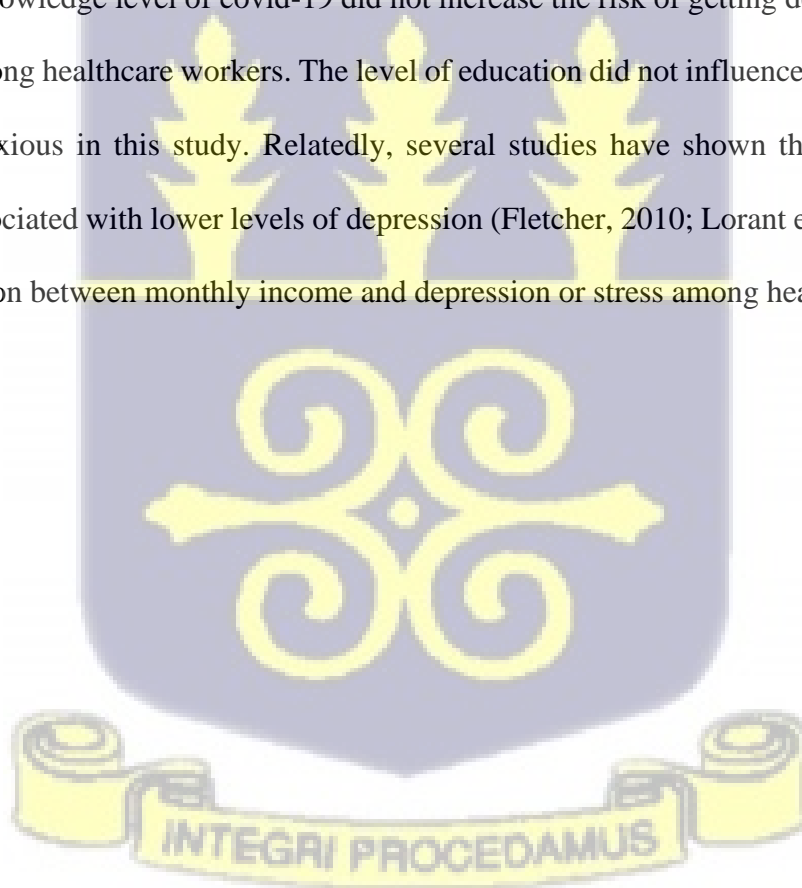 owledge level of covid-19 did not increase the risk of getting de
ong healthcare workers. The level of education did not influence
xious in this study. Relatedly, several studies have shown th
ociated with lower levels of depression (Fletcher, 2010; Lorant e
on between monthly income and depression or stress among hea
INTEGRI PROCEDAMUS